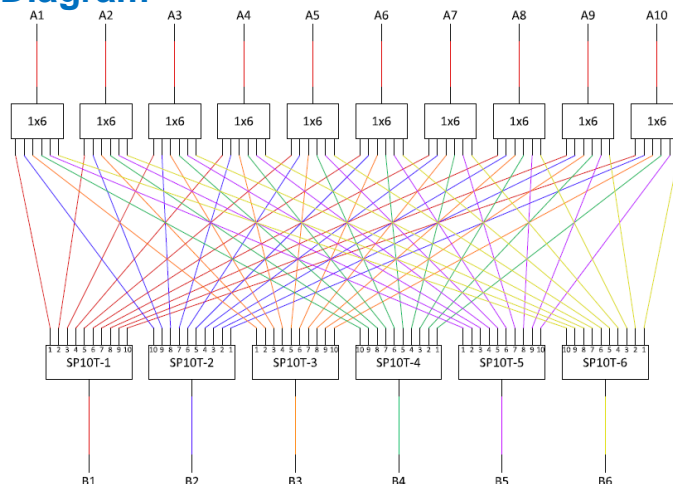 Diagram
A1 A2 A3 A4 A5 A6 A7 A8 A9 A10
1x6 1x6 1x6 1x6 1x6 1x6 1x6 1x6 1x6 1x6
1 2 3 4 5 6 7 8 9 10 10 9 8 7 6 5 4 3 2 1 1 2 3 4 5 6 7 8 9 10 10 9 8 7 6 5 4 3 2 1 1 2 3 4 5 6 7 8 9 10 10 9 8 7 6 5 4 3 2 1
SP10T-1 SP10T-2 SP10T-3 SP10T-4 SP10T-5 SP10T-6
B1 B2 B3 B4 B5 B6